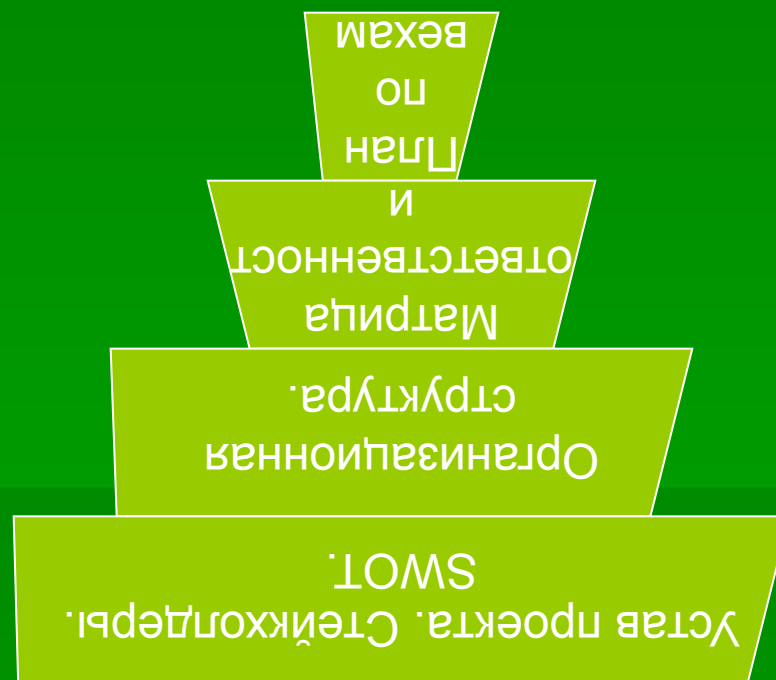 Устав проекта. Стейкхолдеры.
SWOT.
Организационная
структура.
Матрица
ответственност
и
План
по
вехам